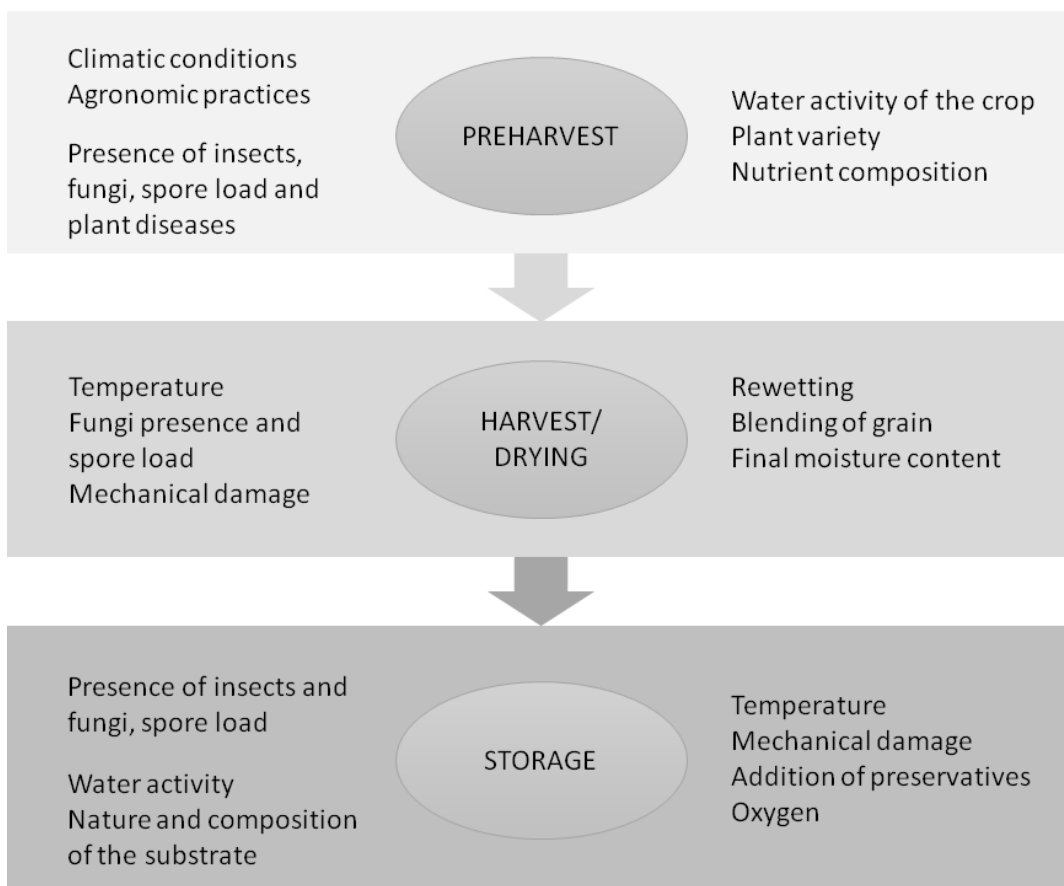 Climatic conditions
Agronomic practices
Presence of insects,
fungi, spore load and
plant diseases
PREHARVEST
Water activity of the crop
Plant variety
Nutrient composition
Temperature
Fungi presence and
spore load
Mechanical damage
HARVEST/
DRYING
Rewetting
Blending of grain
Final moisture content
Presence of insects and
fungi, spore load
Water activity
Nature and composition
of the substrate
STORAGE
Temperature
Mechanical damage
Addition of preservatives
Oxygen